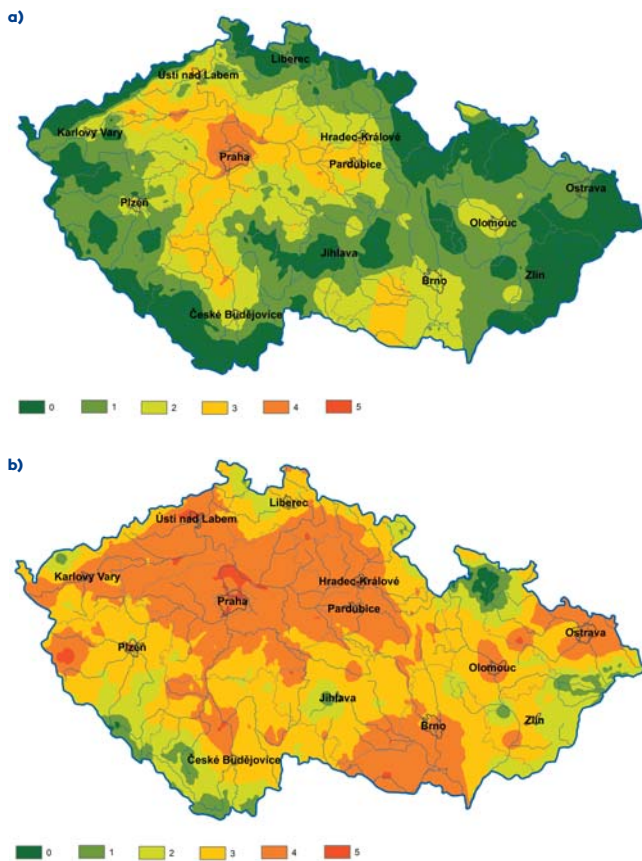 a)
Liberec
Ústí nad Labem
Karlovy Vary
Hradec-Králové
Praha
Pardubice
Plzeň
Ostrava
Olomouc
Jihlava
Zlín
Brno
České Budějovice
0 1 2 3 4 5
b)
Liberec
Ústí nad Labem
Karlovy Vary
Hradec-Králové
Praha
Pardubice
Ostrava
Plzeň
Olomouc
Jihlava
Zlín
Brno
České Budějovice
0 1 2 3 4 5